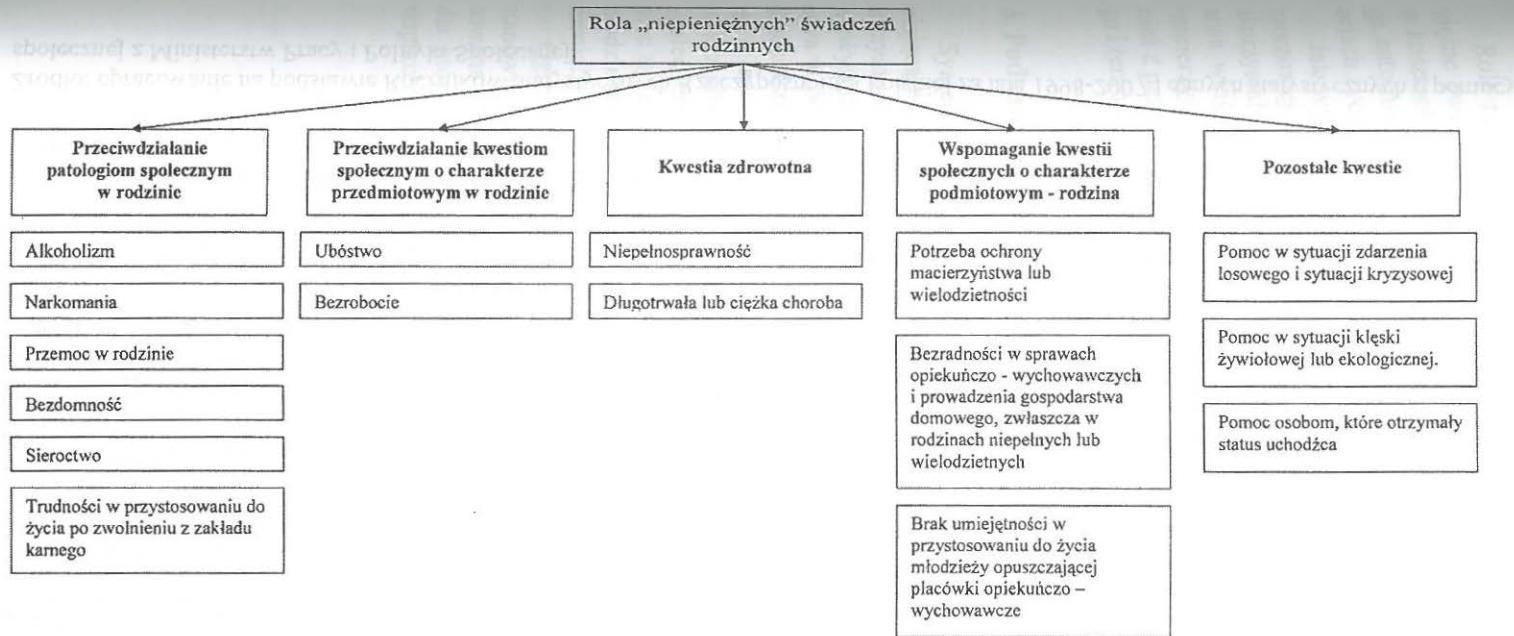 Rola „niepieniężnych” świadczeń
rodzinnych
Przeciwdziałanie
patologiom społecznym
w rodzinie
Alkoholizm
Narkomania
Przemoc w rodzinie
Bezdomność
Sieroctwo
Trudności w przystosowaniu do
życia po zwolnieniu z zakładu
karnego
Przeciwdziałanie kwestiom
społecznym o charakterze
przedmiotowym w rodzinie
Ubóstwo
Bezrobocie
Kwestia zdrowotna
Niepełnosprawność
Długotrwała lub ciężka choroba
Wspomaganie kwestii
społecznych o charakterze
podmiotowym - rodzina
Potrzeba ochrony
macierzyństwa lub
wielodzietności
Bezradności w sprawach
opiekuńczo - wychowawczych
i prowadzenia gospodarstwa
domowego, zwłaszcza w
rodzinach niepełnych lub
wielodzietnych
Brak umiejętności w
przystosowaniu do życia
młodzieży opuszczającej
placówki opiekuńczo –
wychowawcze
Pozostałe kwestie
Pomoc w sytuacji zdarzenia
losowego i sytuacji kryzysowej
Pomoc w sytuacji klęski
żywiołowej lub ekologicznej.
Pomoc osobom, które otrzymały
status uchodźca